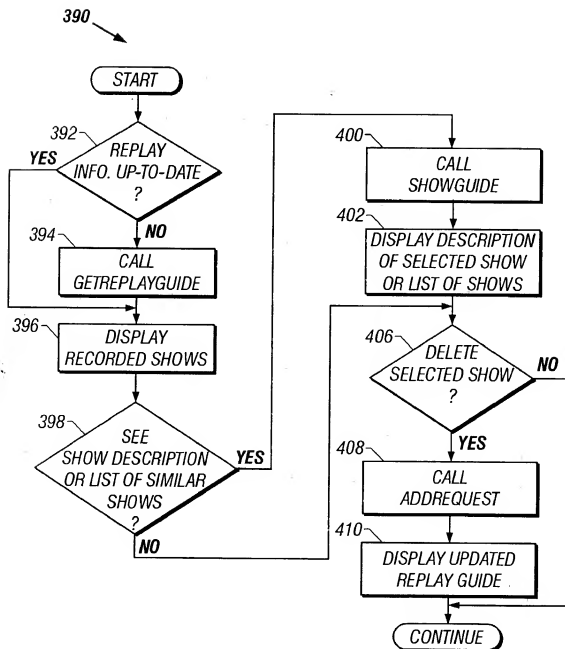 390
START
392
YES
REPLAY
INFO. UP-TO-DATE
?
NO
394
CALL
GETREPLAYGUIDE
396
DISPLAY
RECORDED SHOWS
398
SEE
SHOW DESCRIPTION
OR LIST OF SIMILAR
SHOWS
?
YES
NO
400
CALL
SHOWGUIDE
402
DISPLAY DESCRIPTION
OF SELECTED SHOW
OR LIST OF SHOWS
406
DELETE
SELECTED SHOW
?
NO
YES
408
CALL
ADDREQUEST
410
DISPLAY UPDATED
REPLAY GUIDE
CONTINUE